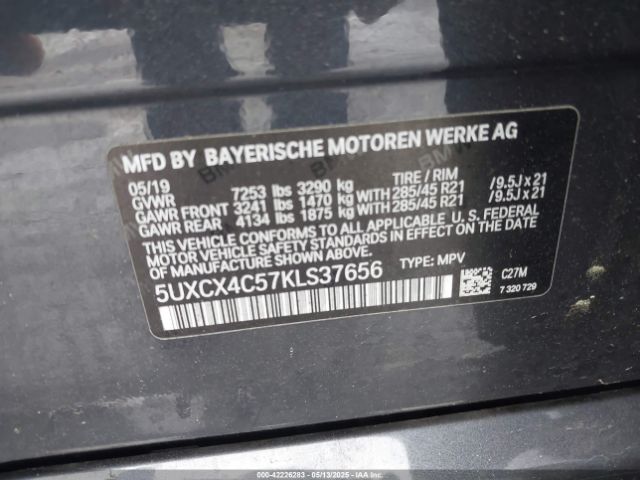 MFD BY BAYERISCHE MOTOREN WERKE AG
05/19 TIRE / RIM
GVWR 7253 lbs 3290 kg
GAWR FRONT 3241 lbs 1470 kg WITH 285/45 R21 /9.5J x 21
GAWR REAR 4134 lbs 1875 kg WITH 285/45 R21 /9.5J x 21
THIS VEHICLE CONFORMS TO ALL APPLICABLE U. S. FEDERAL
MOTOR VEHICLE SAFETY STANDARDS IN EFFECT ON THE DATE
OF MANUFACTURE SHOWN ABOVE.
5UXCX4C57KLS37656 TYPE: MPV
C27M
7 320 729
000-42226283 - 05/13/2025 - IAA Inc.